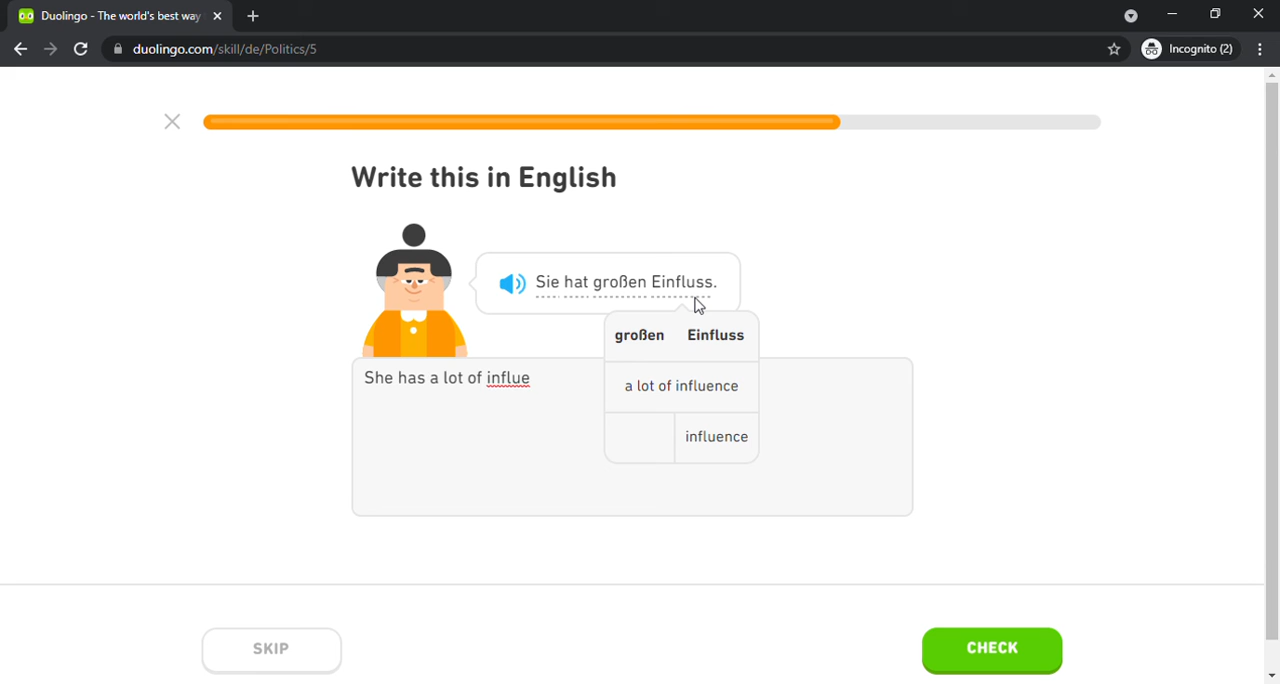 Duolingo - The world's best way
duolingo.com/skill/de/Politics/5
Incognito (2)
Write this in English
Sie hat großen Einfluss.
großen Einfluss
a lot of influence
influence
She has a lot of influe
SKIP
CHECK